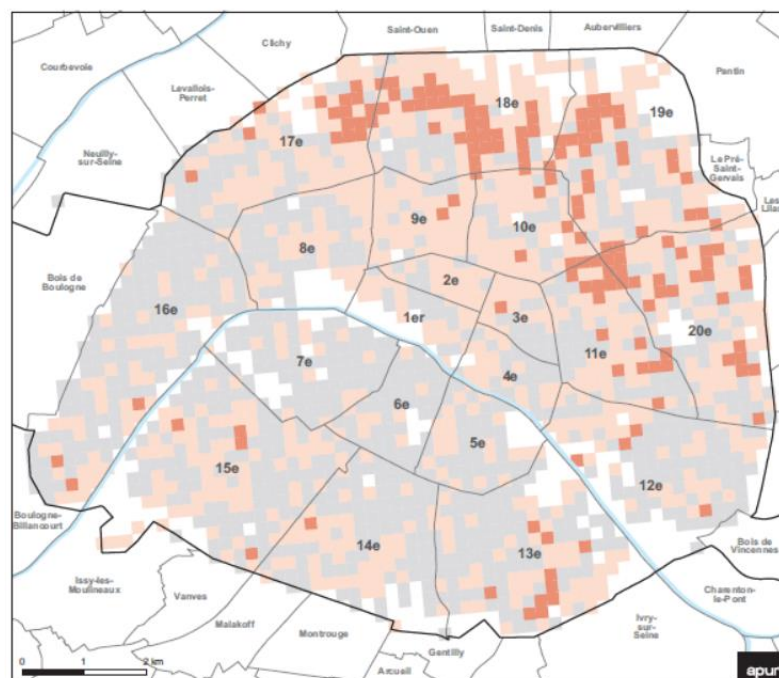 Saint-Ouen
Saint-Denis
Aubervilliers
Clichy
Courbevoie
Levallois-
Perret
Pantin
18e
19e
17e
Neuilly-
sur-Seine
Le Pré-
Saint-
Gervais
Las
Lila
9e
10e
8e
Bois de
Boulogne
2e
16e
1er
3e
20e
7e
11e
4e
6e
5e
15e
12e
Boulogne-
Billancourt
14e
13e
Bois de
Vincennes
Issy-les-
Moulineaux
Vanves
Charenton-
le-Pont
Malakoff
Montrouge
Ivry-
sur-
Seine
Gentilly
0 1 2 km
Arcueil
apur